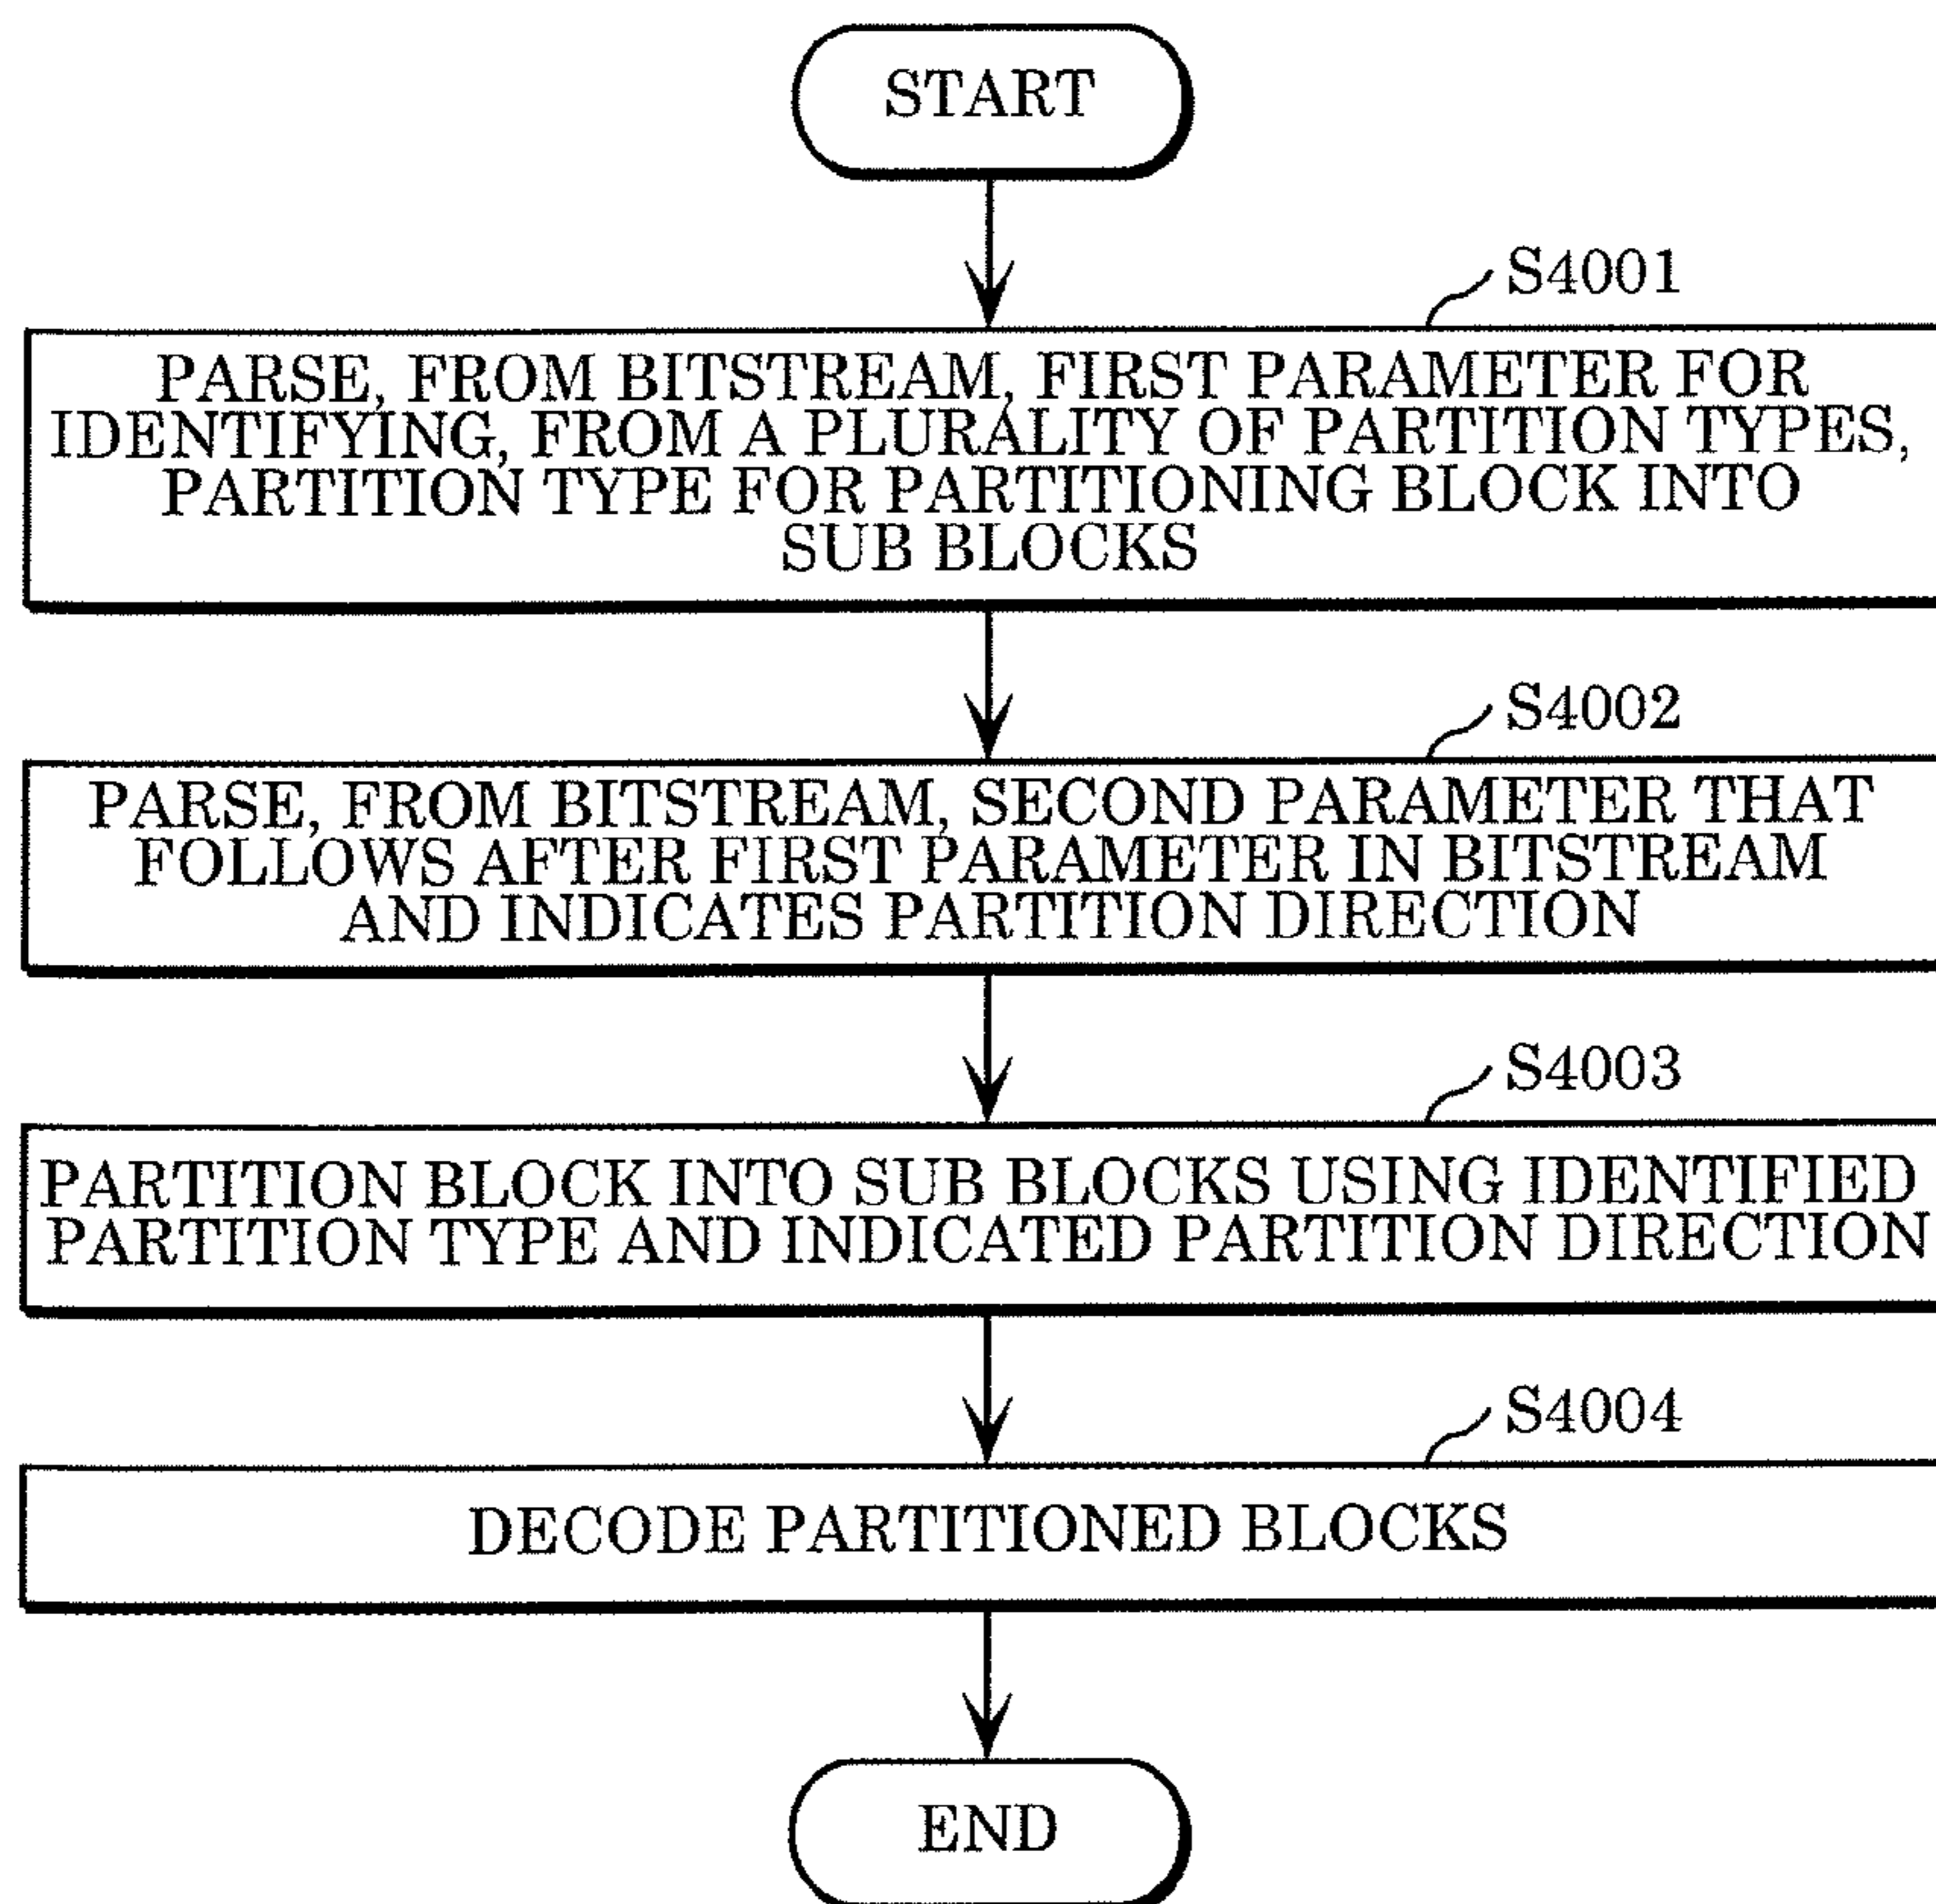 START
S4001
PARSE, FROM BITSTREAM, FIRST PARAMETER FOR
IDENTIFYING, FROM A PLURALITY OF PARTITION TYPES,
PARTITION TYPE FOR PARTITIONING BLOCK INTO
SUB BLOCKS
S4002
PARSE, FROM BITSTREAM, SECOND PARAMETER THAT
FOLLOWS AFTER FIRST PARAMETER IN BITSTREAM
AND INDICATES PARTITION DIRECTION
S4003
PARTITION BLOCK INTO SUB BLOCKS USING IDENTIFIED
PARTITION TYPE AND INDICATED PARTITION DIRECTION
S4004
DECODE PARTITIONED BLOCKS
END